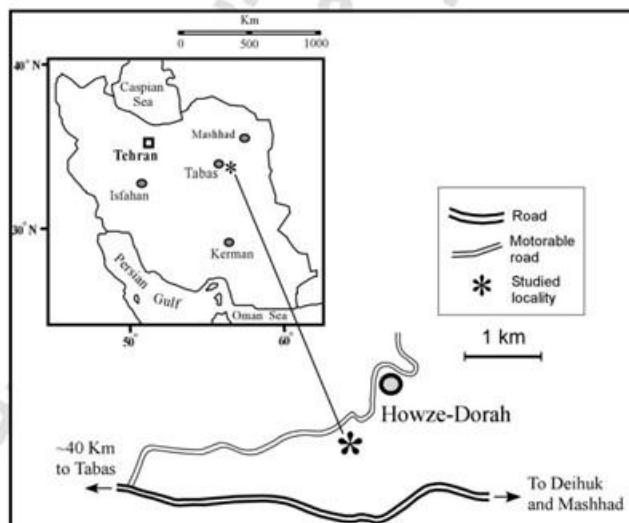 Km
0 500 1000
40° N
Caspian
Sea
Mashhad
Tehran
Tabas
Isfahan
30° N
Kerman
Persian
Gulf
Oman Sea
50° 60°
Road
Motorable
road
Studied
locality
1 km
Howze-Dorah
~40 Km
to Tabas
To Deihuk
and Mashhad